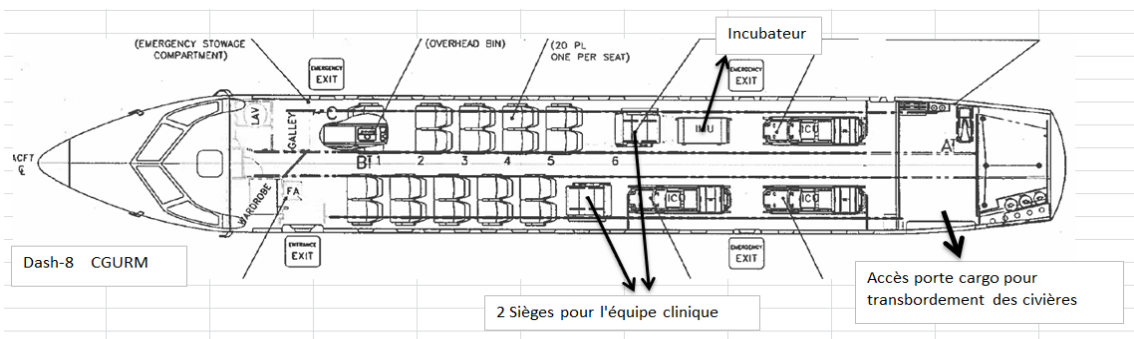 Incubateur
(EMERGENCY STOWAGE
COMPARTMENT)
(OVERHEAD BIN)
(20 PL
ONE PER SEAT)
EMERGENCY
EXIT
EMERGENCY
EXIT
LAV
GALLEY
C
IMU
ICU
A
ACFT
℄
1
2
3
4
5
6
WARDROBE
FA
ICU
ICU
ENTRANCE
EXIT
EMERGENCY
EXIT
Dash-8 CGURM
2 Sièges pour l'équipe clinique
Accès porte cargo pour
transbordement des civières